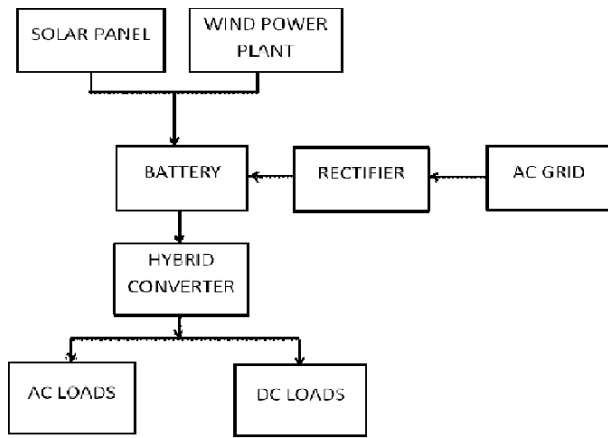 SOLAR PANEL
WIND POWER
PLANT
BATTERY
RECTIFIER
AC GRID
HYBRID
CONVERTER
AC LOADS
DC LOADS